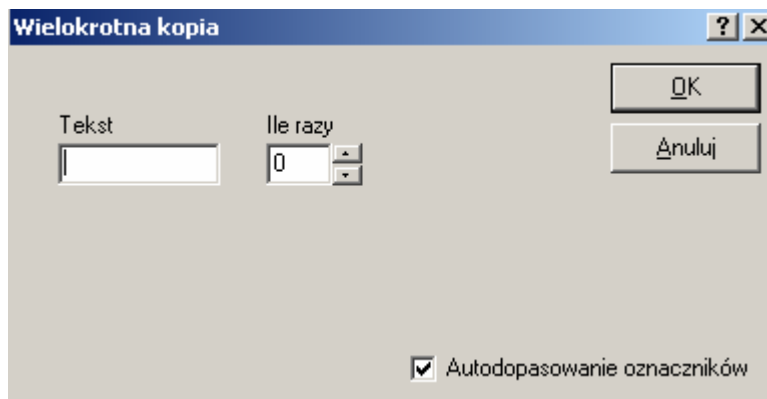 Wielokrotna kopia
OK
Tekst
Ile razy
Anuluj
0
Autodopasowanie oznaczników